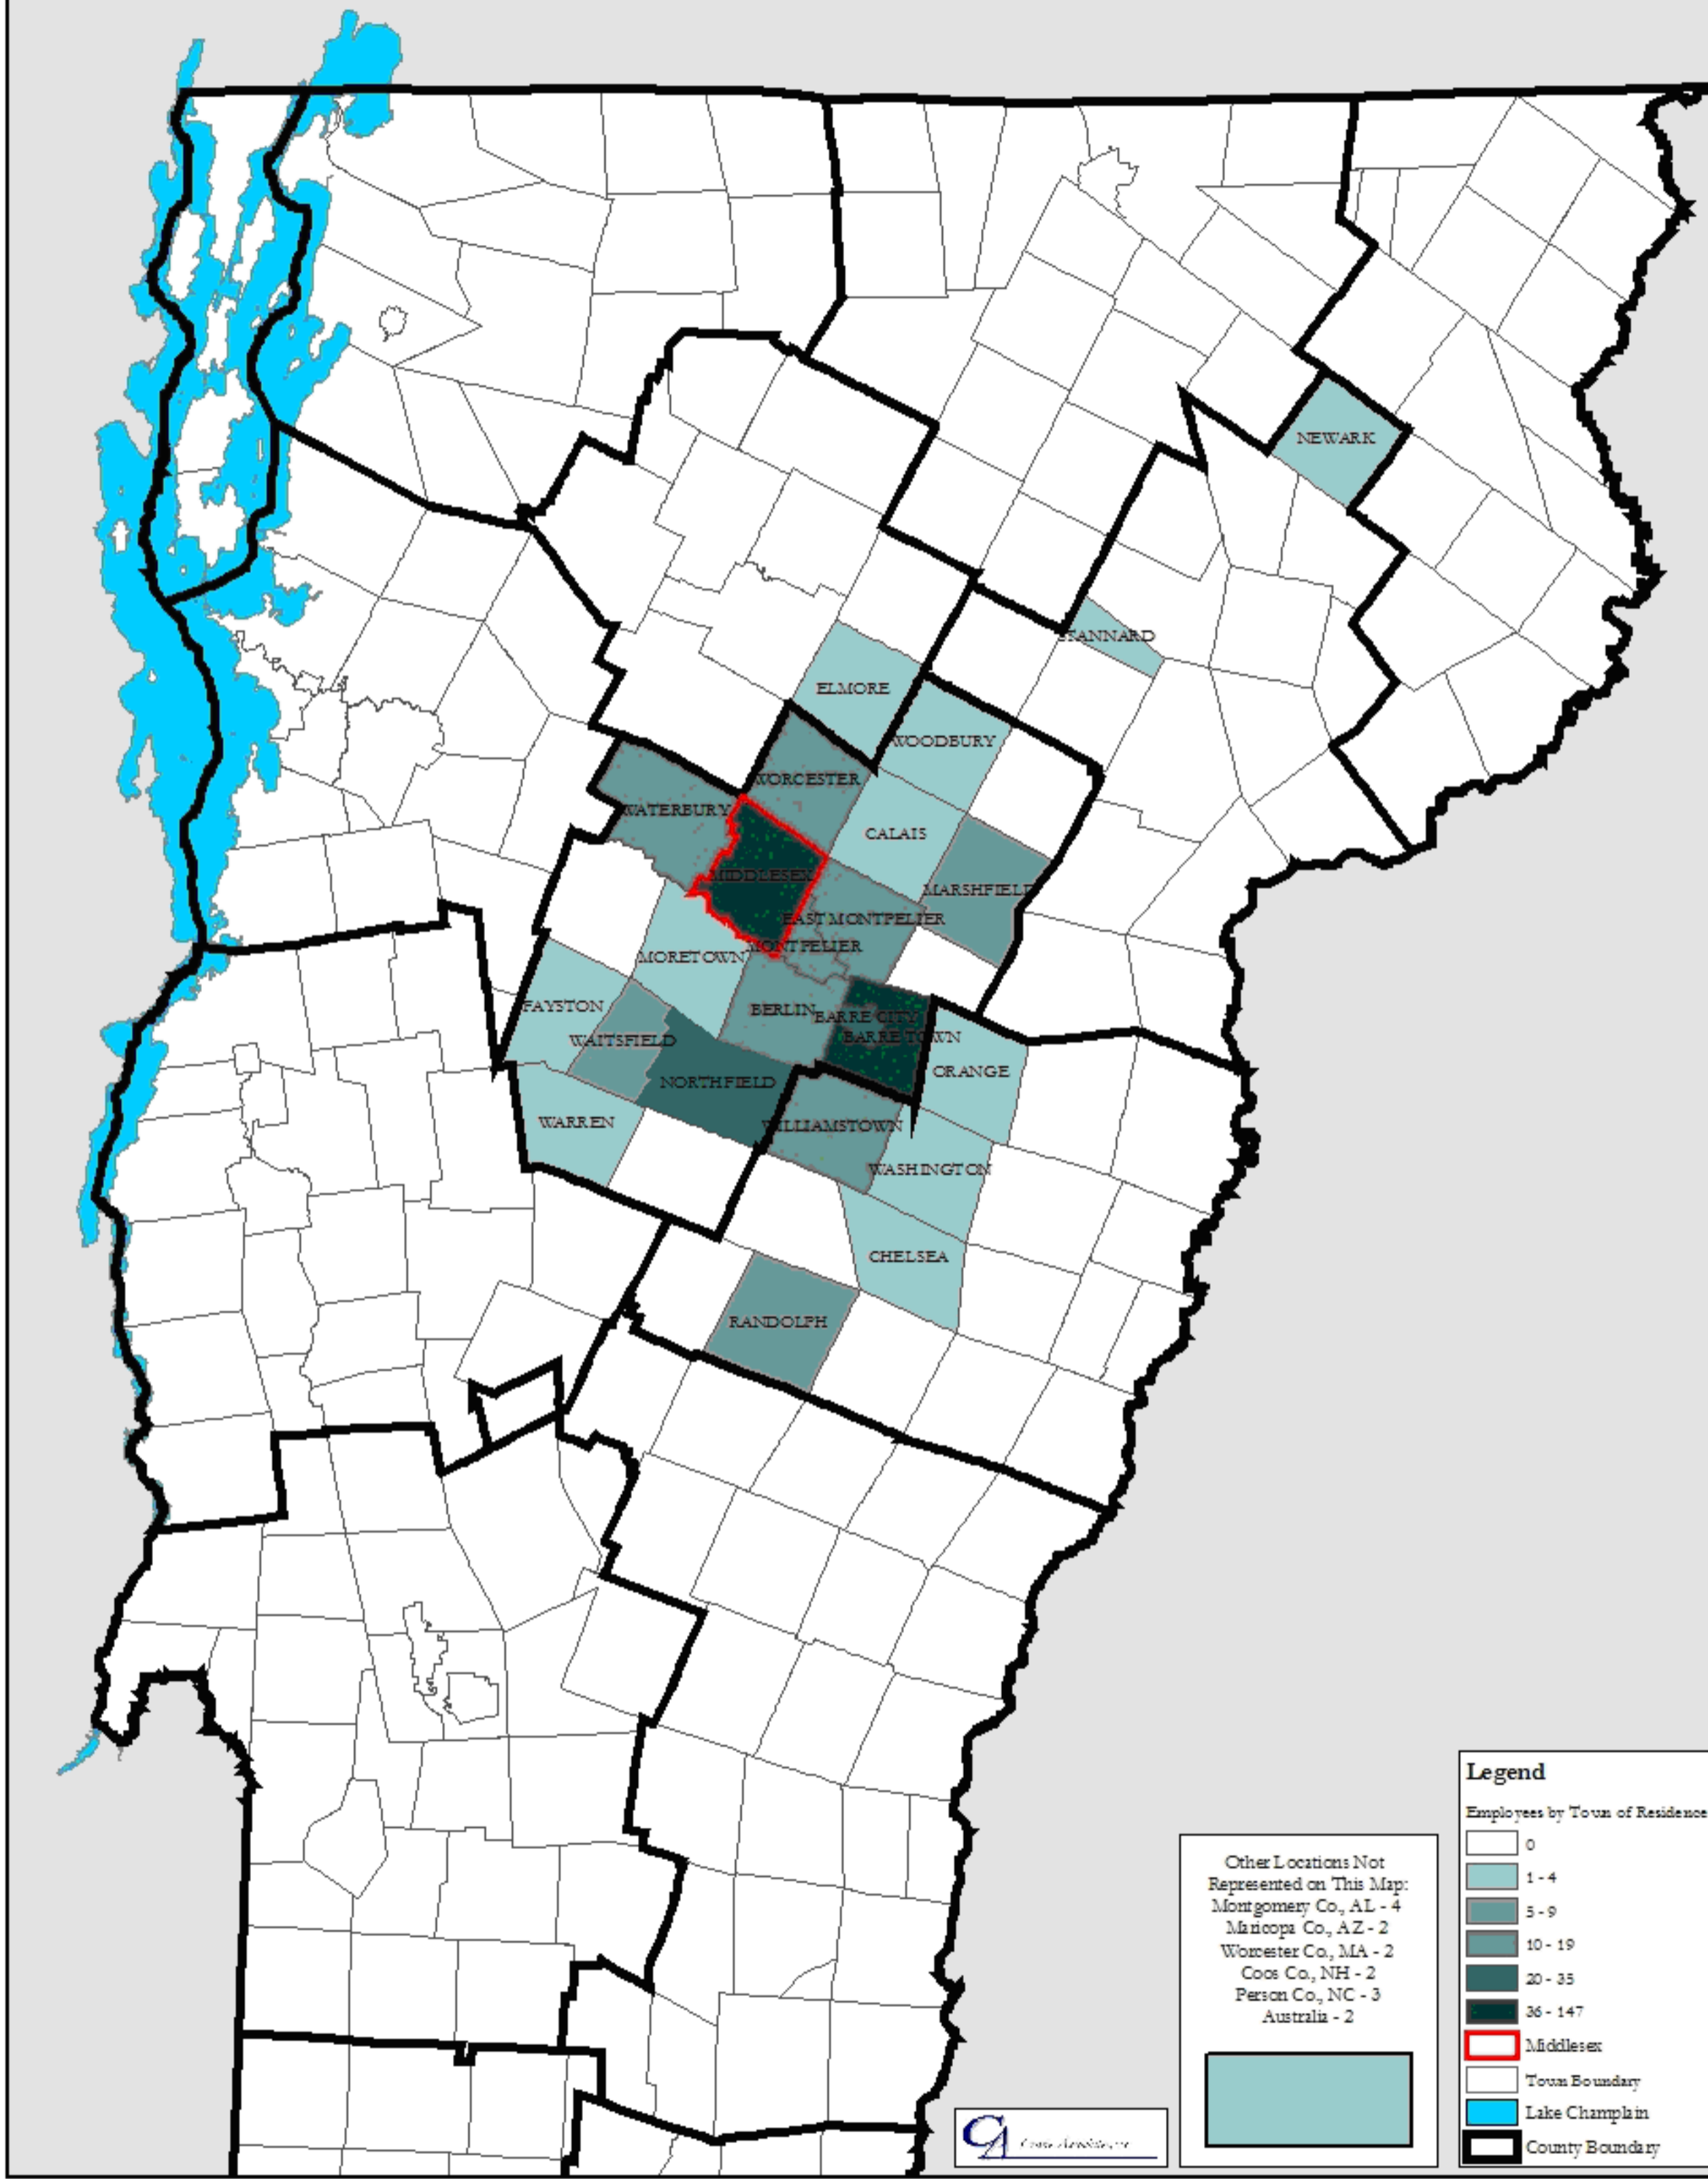 NEWARK
STANNARD
ELMORE
WOODBURY
WORCESTER
WATERBURY
CALAIS
MIDDLESEX
MARSHFIELD
EAST MONTPELIER
MONTPELIER
MORETOWN
FAYSTON
BERLIN
BARRE CITY
WAITSFIELD
BARRE TOWN
ORANGE
NORTHFIELD
WARREN
WILLIAMSTOWN
WASHINGTON
CHELSEA
RANDOLPH
Other Locations Not
Represented on This Map:
Montgomery Co., AL - 4
Maricopa Co., AZ - 2
Worcester Co., MA - 2
Coos Co., NH - 2
Person Co., NC - 3
Australia - 2
CA
Legend
Employees by Town of Residence
0
1 - 4
5 - 9
10 - 19
20 - 35
36 - 147
Middlesex
Town Boundary
Lake Champlain
County Boundary